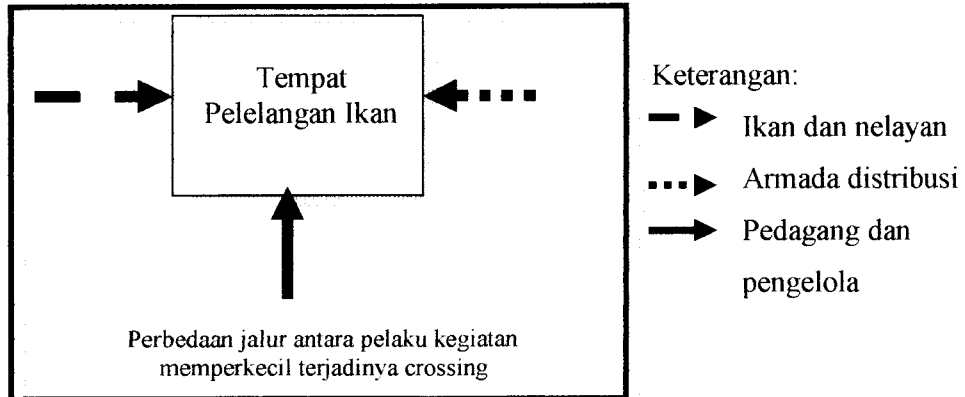 Tempat
Pelelangan Ikan
Perbedaan jalur antara pelaku kegiatan
memperkecil terjadinya crossing
Keterangan:
Ikan dan nelayan
Armada distribusi
Pedagang dan
pengelola